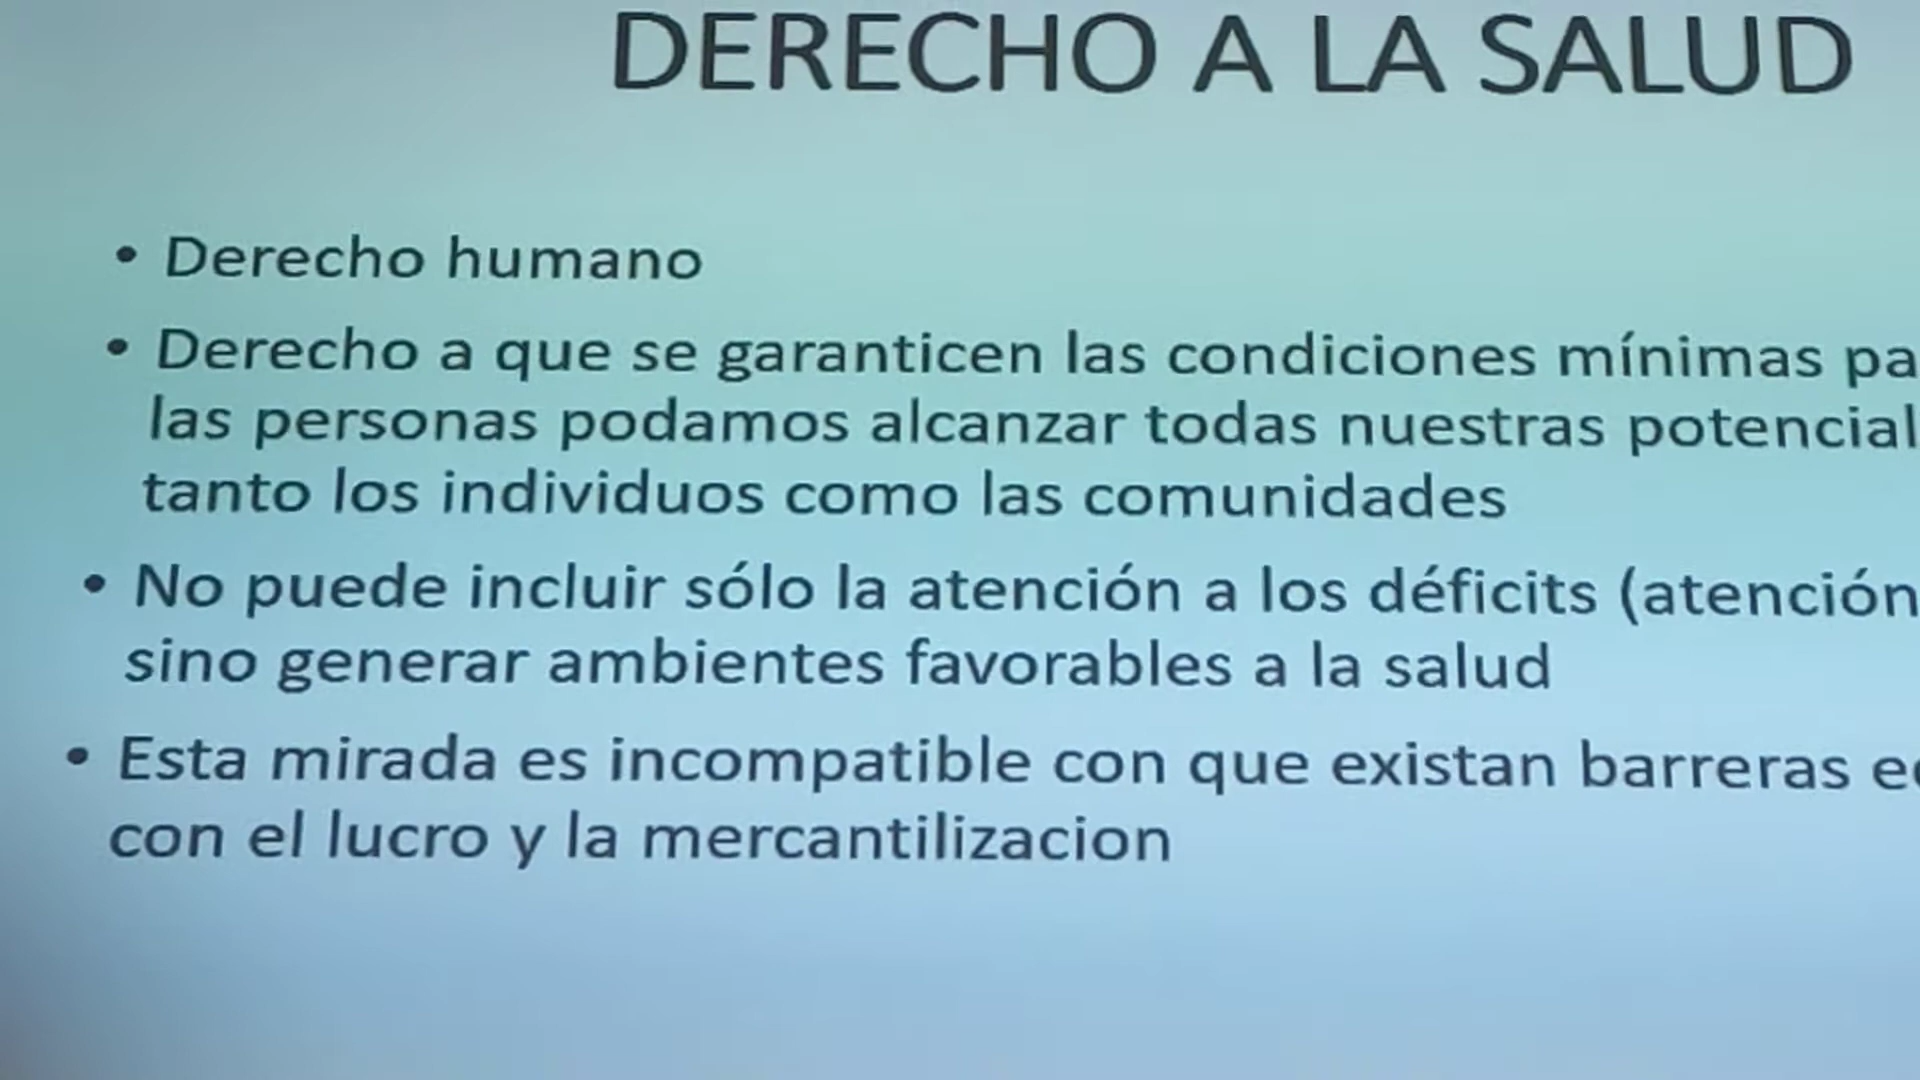 DERECHO A LA SALUD
• Derecho humano
• Derecho a que se garanticen las condiciones mínimas pa
las personas podamos alcanzar todas nuestras potencial
tanto los individuos como las comunidades
• No puede incluir sólo la atención a los déficits (atención
sino generar ambientes favorables a la salud
• Esta mirada es incompatible con que existan barreras e
con el lucro y la mercantilizacion